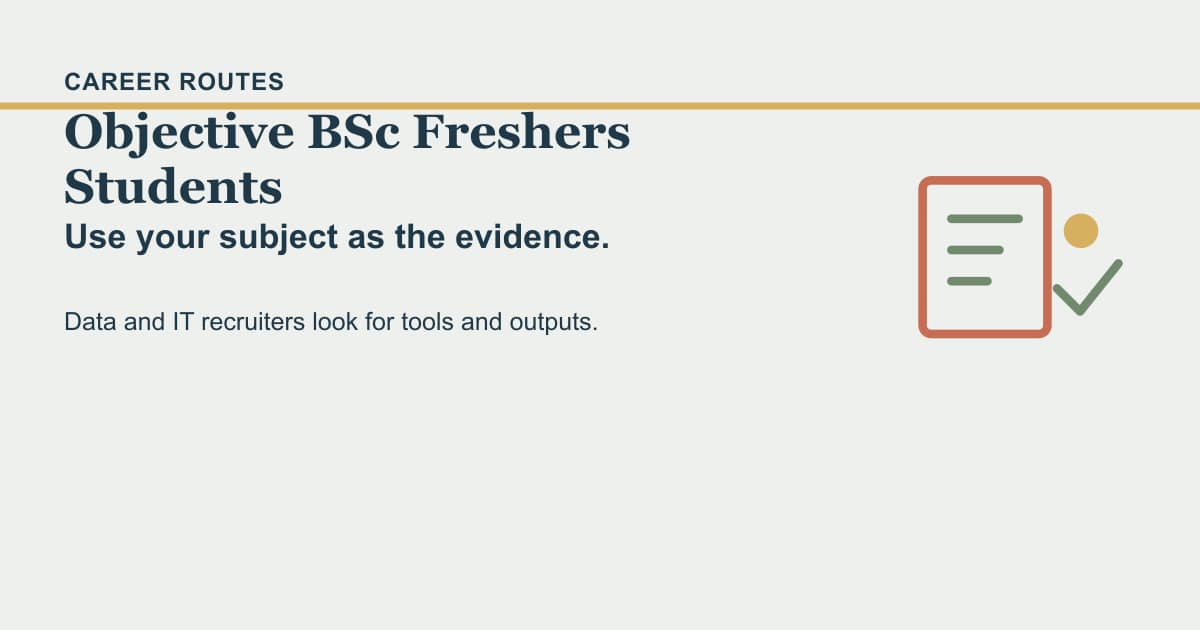 CAREER ROUTES
Objective BSc Freshers
Students
Use your subject as the evidence.
Data and IT recruiters look for tools and outputs.